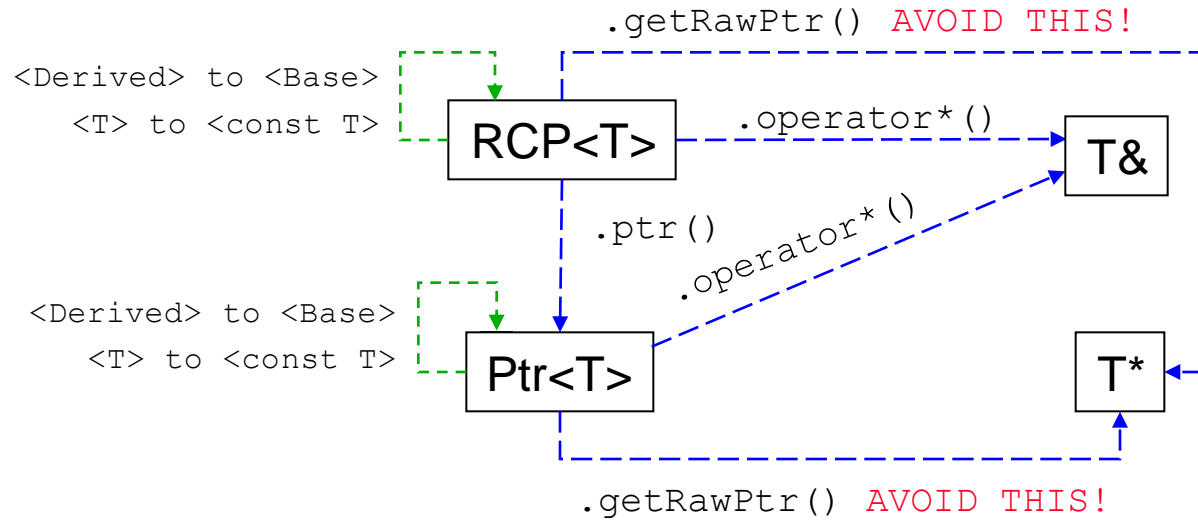 .getRawPtr() AVOID THIS!
<Derived> to <Base>
<T> to <const T>
RCP<T>
.operator*()
T&
.ptr()
.operator*()
<Derived> to <Base>
<T> to <const T>
Ptr<T>
T*
.getRawPtr() AVOID THIS!